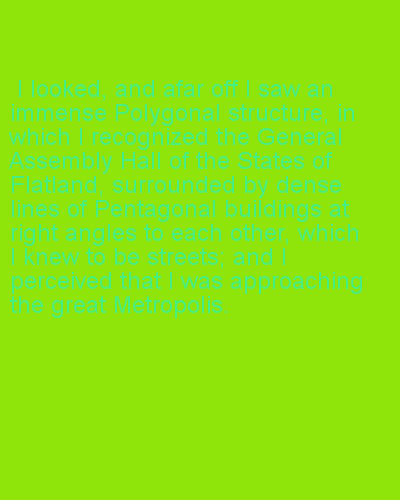 I looked, and afar off I saw an
immense Polygonal structure, in
which I recognized the General
Assembly Hall of the States of
Flatland, surrounded by dense
lines of Pentagonal buildings at
right angles to each other, which
I knew to be streets; and I
perceived that I was approaching
the great Metropolis.